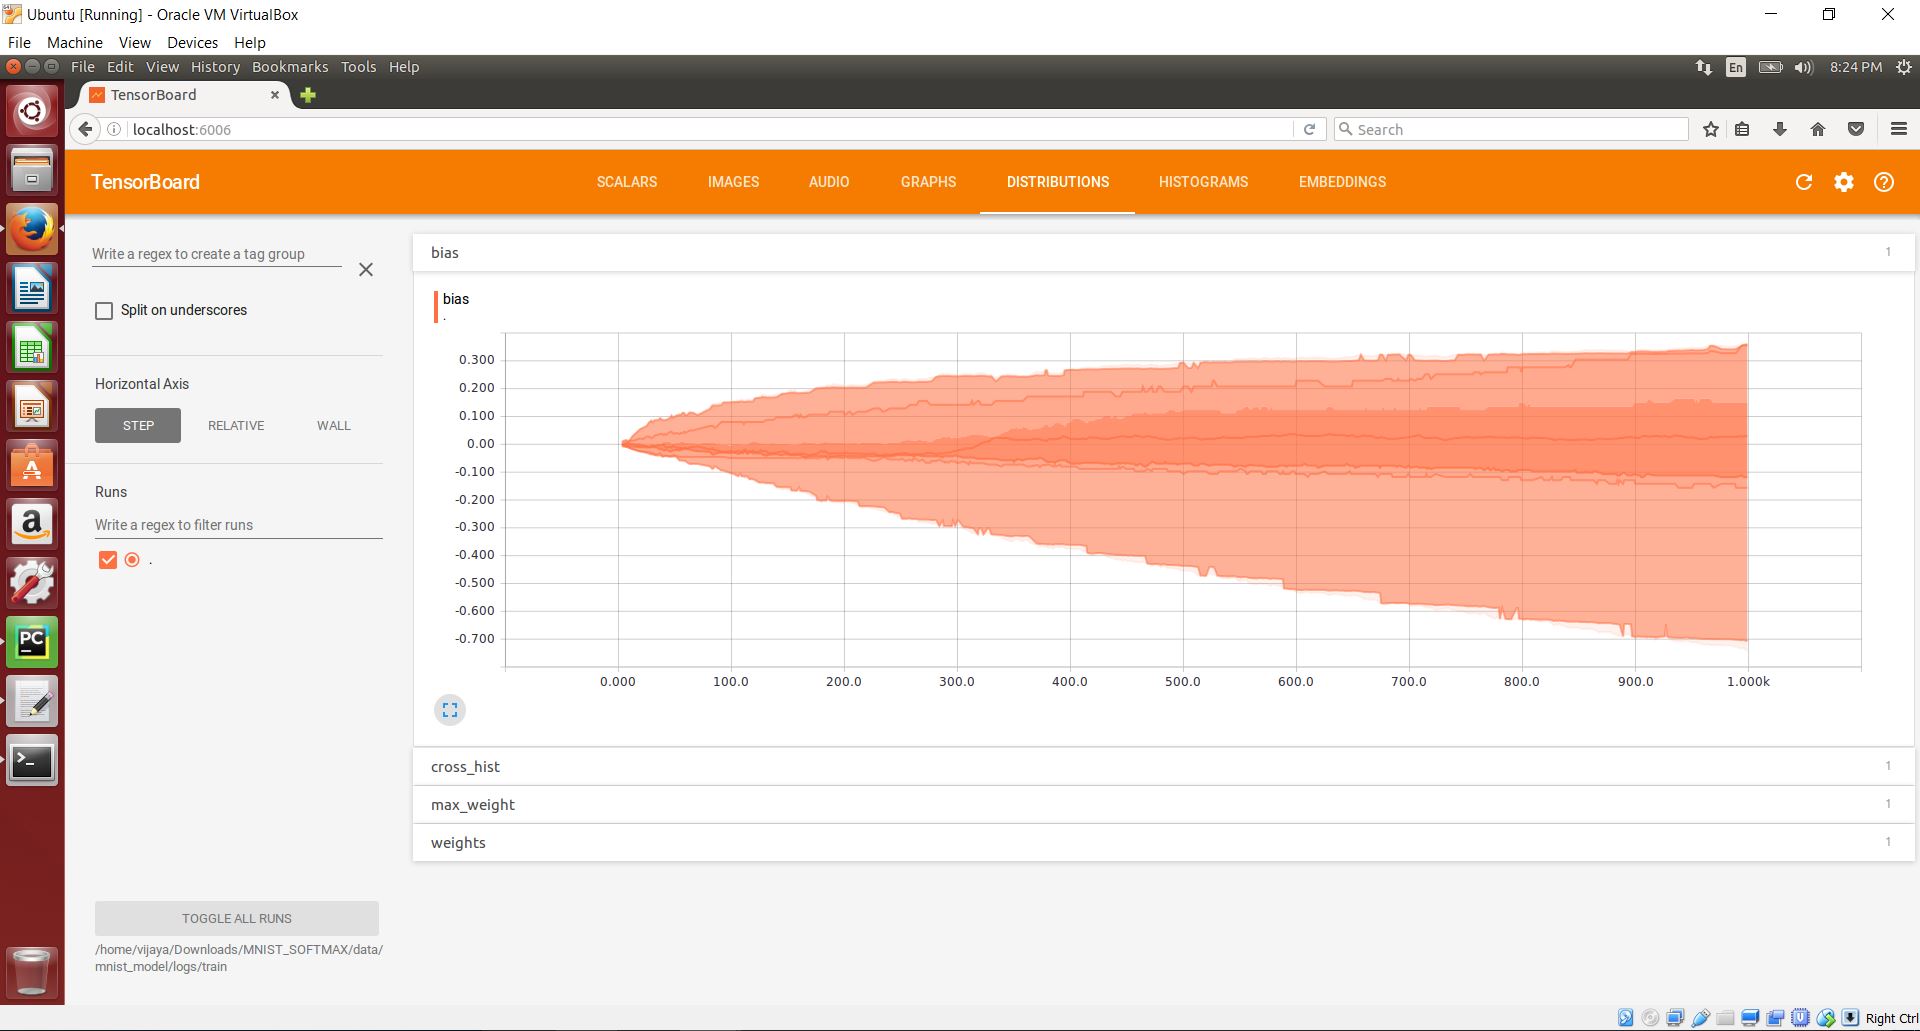 Ubuntu [Running] - Oracle VM VirtualBox
File Machine View Devices Help
File Edit View History Bookmarks Tools Help
En 8:24 PM
TensorBoard
localhost:6006
Search
TensorBoard SCALARS IMAGES AUDIO GRAPHS DISTRIBUTIONS HISTOGRAMS EMBEDDINGS
Write a regex to create a tag group
Split on underscores
Horizontal Axis
STEP RELATIVE WALL
Runs
Write a regex to filter runs
.
TOGGLE ALL RUNS
/home/vijaya/Downloads/MNIST_SOFTMAX/data/
mnist_model/logs/train
bias 1
bias
.
0.300
0.200
0.100
0.00
-0.100
-0.200
-0.300
-0.400
-0.500
-0.600
-0.700
0.000 100.0 200.0 300.0 400.0 500.0 600.0 700.0 800.0 900.0 1.000k
cross_hist 1
max_weight 1
weights 1
PC
Right Ctrl